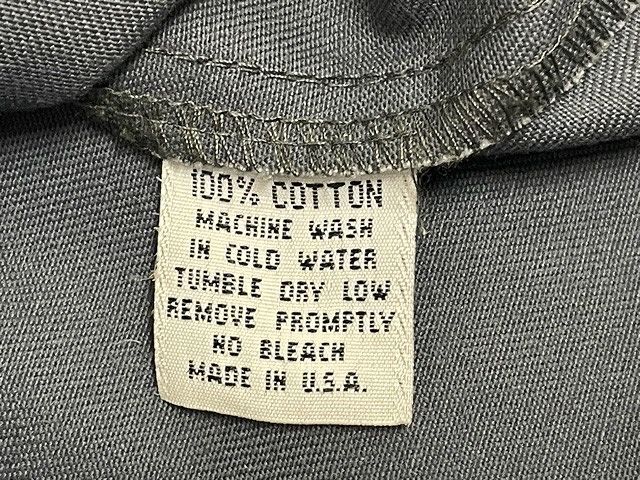 100% COTTON
MACHINE WASH
IN COLD WATER
TUMBLE DRY LOW
REMOVE PROMPTLY
NO BLEACH
MADE IN U.S.A.